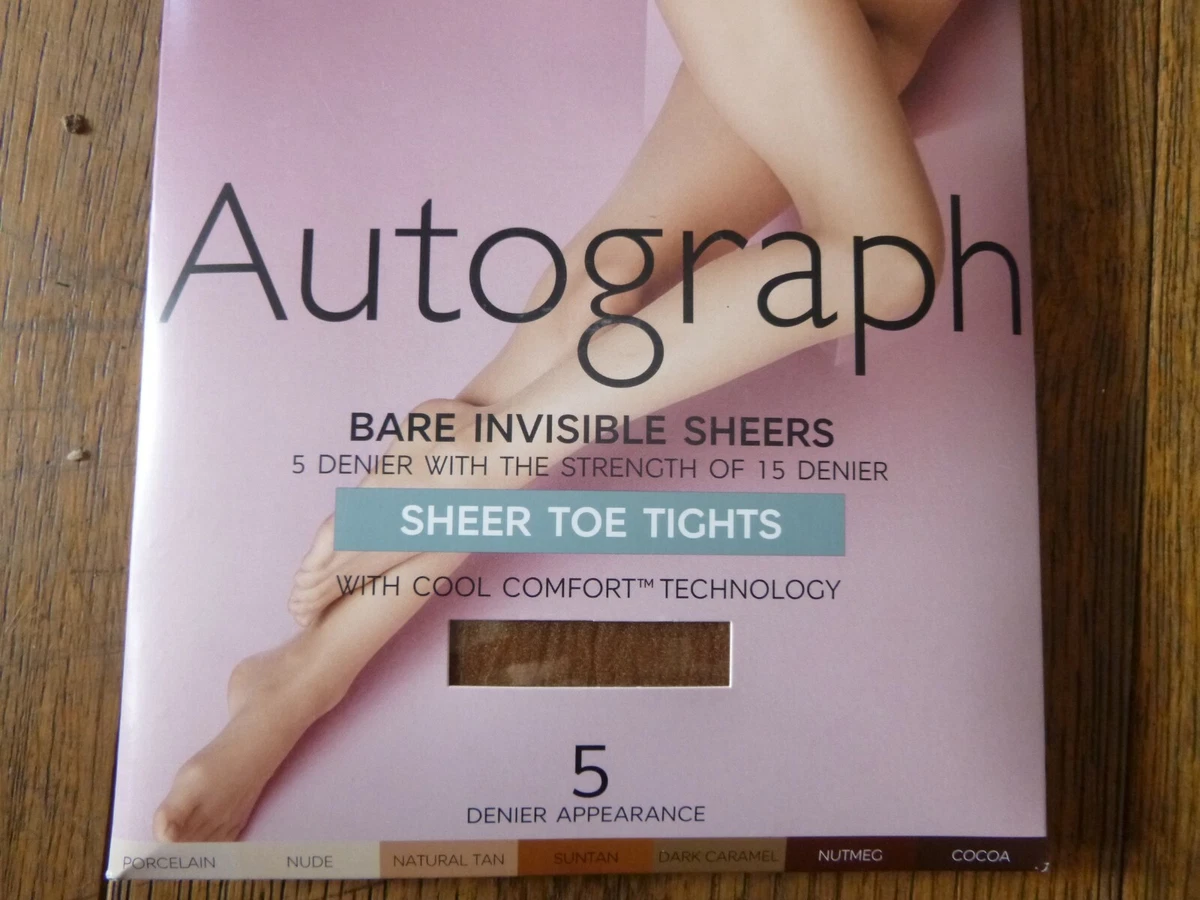 Autograph
BARE INVISIBLE SHEERS
5 DENIER WITH THE STRENGTH OF 15 DENIER
SHEER TOE TIGHTS
WITH COOL COMFORT™ TECHNOLOGY
5
DENIER APPEARANCE
PORCELAIN NUDE NATURAL TAN SUNTAN DARK CARAMEL NUTMEG COCOA